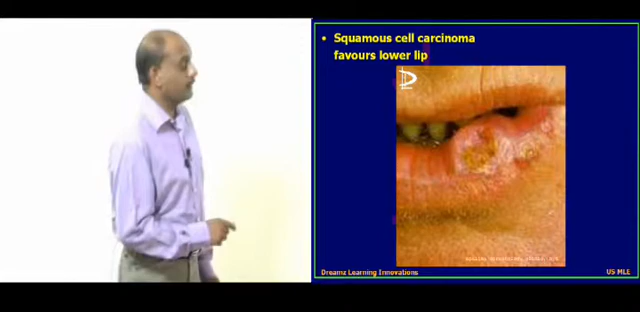 • Squamous cell carcinoma
favours lower lip
Dreamz Learning Innovations
US MLE